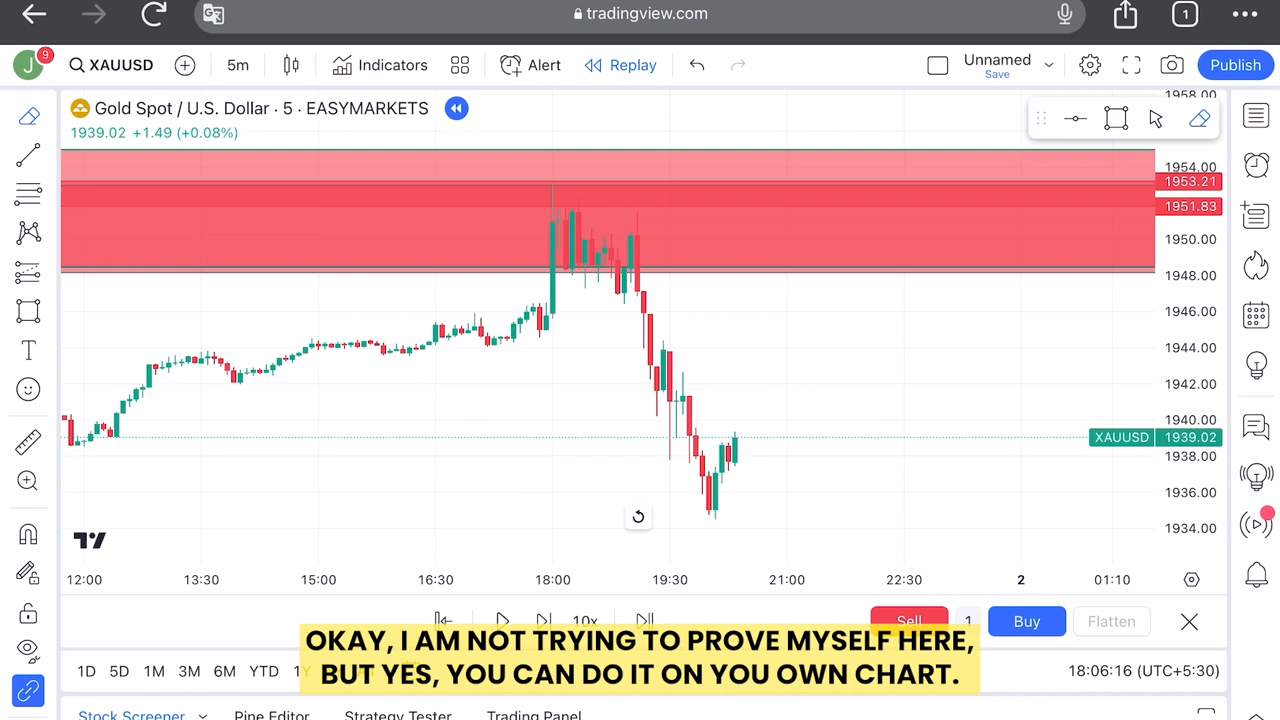 tradingview.com
1
J
9
XAUUSD
5m
Indicators
Alert
Replay
Unnamed
Save
Publish
Gold Spot / U.S. Dollar · 5 · EASYMARKETS
1939.02 +1.49 (+0.08%)
1958.00
1954.00
1953.21
1951.83
1950.00
1948.00
1946.00
1944.00
1942.00
1940.00
XAUUSD 1939.02
1938.00
1936.00
1934.00
12:00 13:30 15:00 16:30 18:00 19:30 21:00 22:30 2 01:10
10x
Sell 1 Buy Flatten
OKAY, I AM NOT TRYING TO PROVE MYSELF HERE,
BUT YES, YOU CAN DO IT ON YOU OWN CHART.
1D 5D 1M 3M 6M YTD
18:06:16 (UTC+5:30)
Stock Screener Pine Editor Strategy Tester Trading Panel